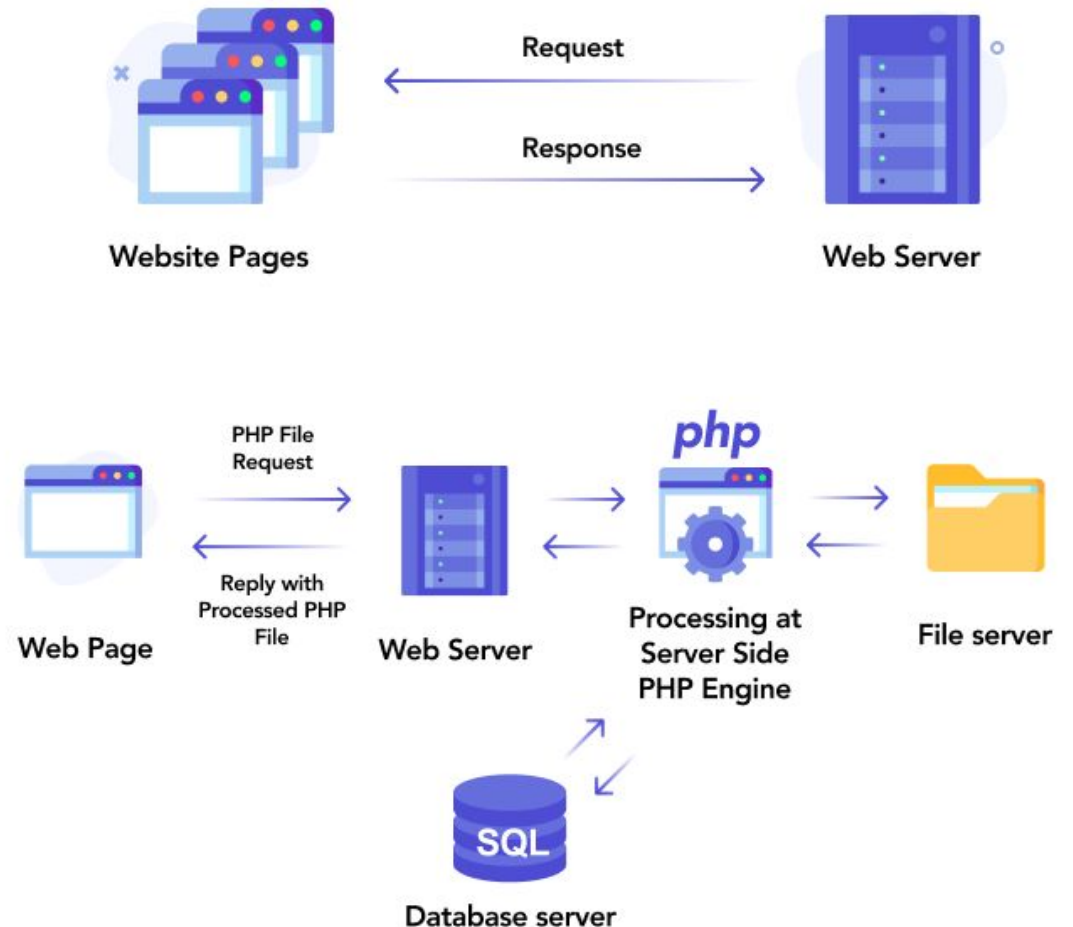 Request
Response
Website Pages
Web Server
PHP File
Request
php
Reply with
Processed PHP
File
Web Page
Web Server
Processing at
Server Side
PHP Engine
File server
SQL
Database server